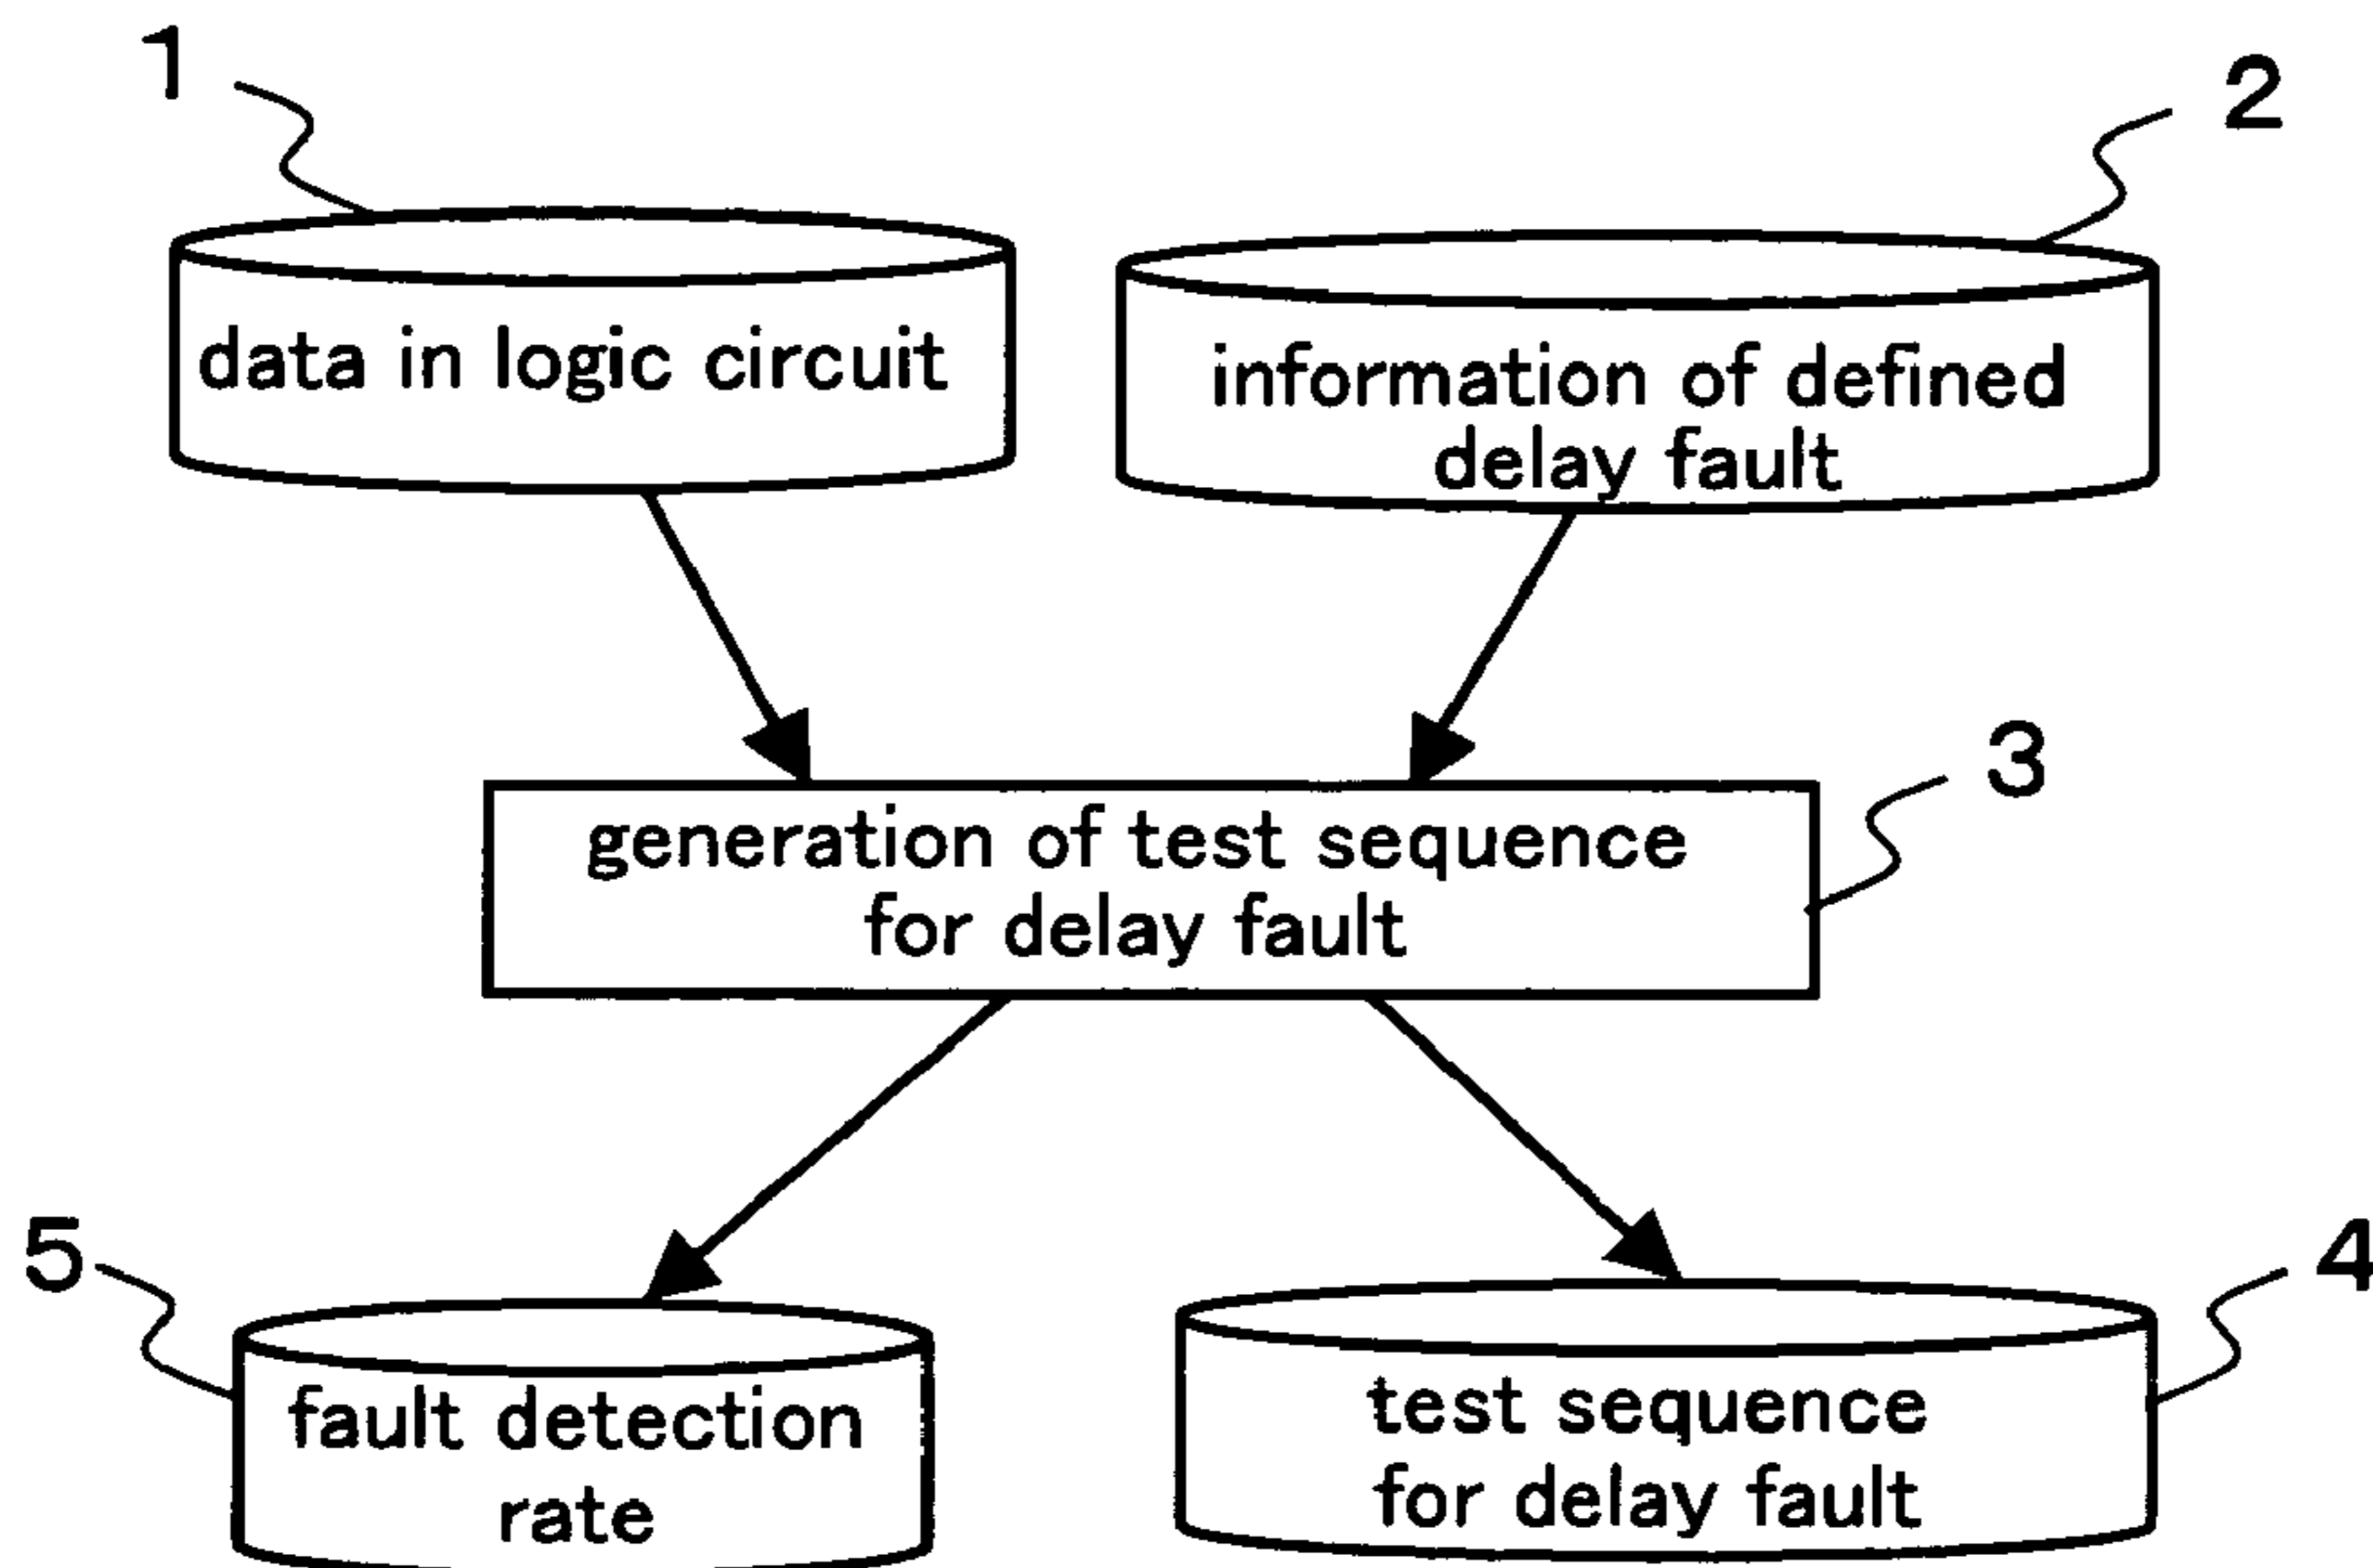 1
2
data in logic circuit
information of defined
delay fault
3
generation of test sequence
for delay fault
5
4
fault detection
rate
test sequence
for delay fault